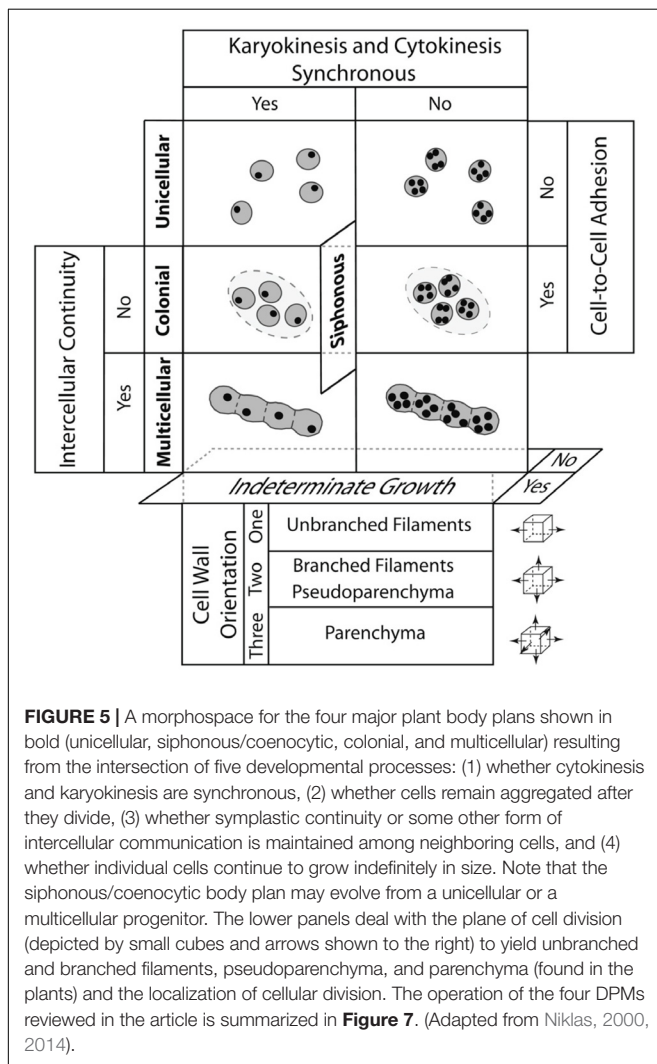 Karyokinesis and Cytokinesis
Synchronous
Yes
No
Unicellular
Colonial
Multicellular
Intercellular Continuity
No
Yes
Siphonous
No
Yes
Cell-to-Cell Adhesion
Indeterminate Growth
No
Yes
Cell Wall
Orientation
One
Two
Three
Unbranched Filaments
Branched Filaments
Pseudoparenchyma
Parenchyma
FIGURE 5 | A morphospace for the four major plant body plans shown in
bold (unicellular, siphonous/coenocytic, colonial, and multicellular) resulting
from the intersection of five developmental processes: (1) whether cytokinesis
and karyokinesis are synchronous, (2) whether cells remain aggregated after
they divide, (3) whether symplastic continuity or some other form of
intercellular communication is maintained among neighboring cells, and (4)
whether individual cells continue to grow indefinitely in size. Note that the
siphonous/coenocytic body plan may evolve from a unicellular or a
multicellular progenitor. The lower panels deal with the plane of cell division
(depicted by small cubes and arrows shown to the right) to yield unbranched
and branched filaments, pseudoparenchyma, and parenchyma (found in the
plants) and the localization of cellular division. The operation of the four DPMs
reviewed in the article is summarized in Figure 7. (Adapted from Niklas, 2000,
2014).